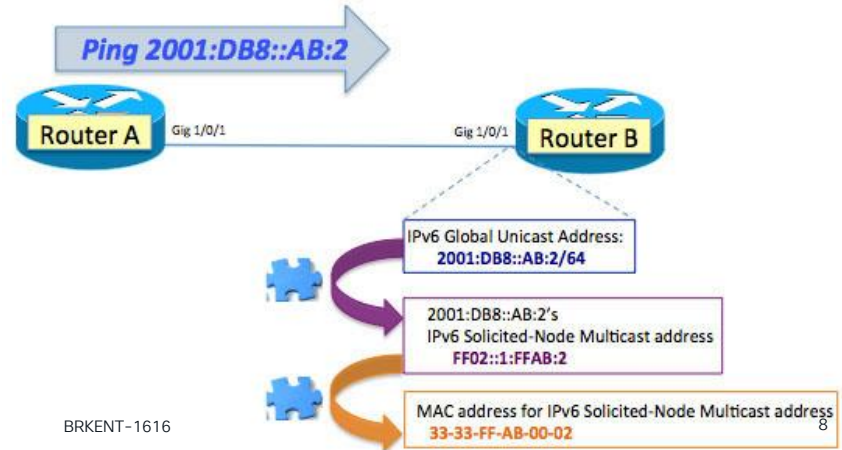 Ping 2001:DB8::AB:2
Router A
Gig 1/0/1
Gig 1/0/1
Router B
IPv6 Global Unicast Address:
2001:DB8::AB:2/64
2001:DB8::AB:2's
IPv6 Solicited-Node Multicast address
FF02::1:FFAB:2
MAC address for IPv6 Solicited-Node Multicast address
33-33-FF-AB-00-02
BRKENT-1616
8